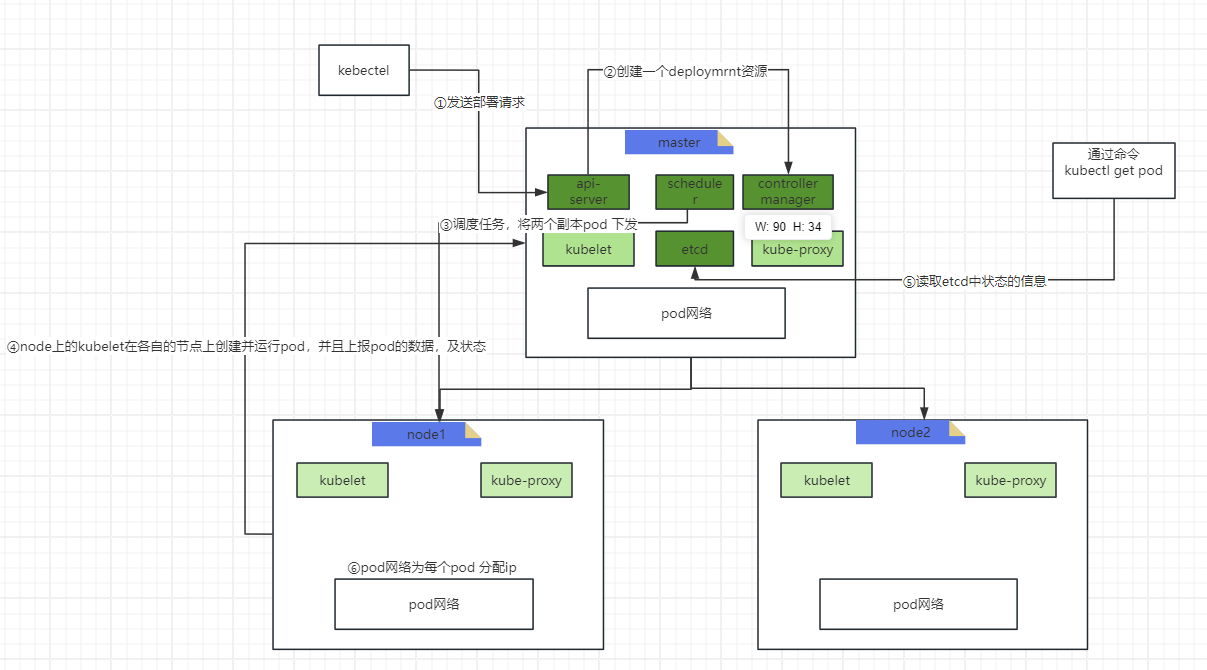 kebectel
②创建一个deploymrnt资源
①发送部署请求
master
通过命令
kubectl get pod
api-
server
schedule
r
controller
manager
③调度任务，将两个副本pod 下发
W: 90 H: 34
kubelet
etcd
kube-proxy
⑤读取etcd中状态的信息
pod网络
④node上的kubelet在各自的节点上创建并运行pod，并且上报pod的数据，及状态
node1
node2
kubelet
kube-proxy
kubelet
kube-proxy
⑥pod网络为每个pod 分配ip
pod网络
pod网络